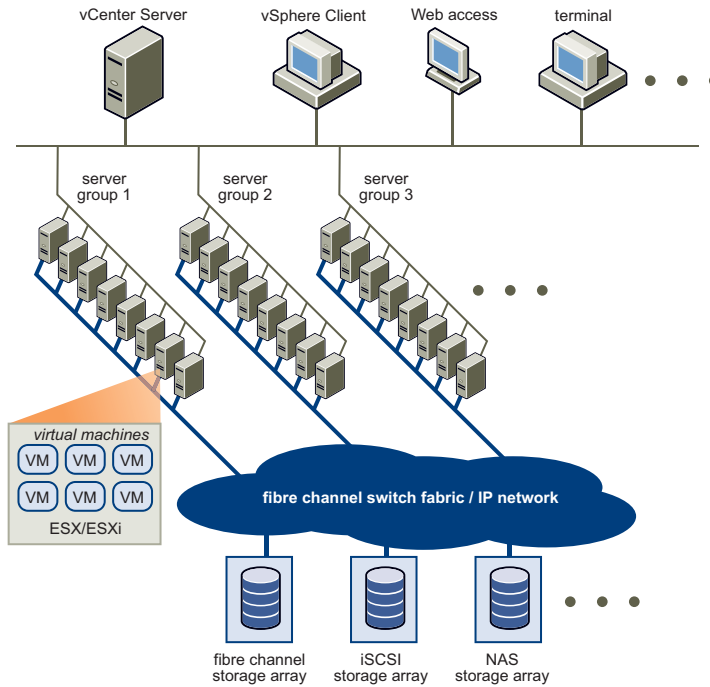 vCenter Server
vSphere Client
Web access
terminal
server
group 1
server
group 2
server
group 3
virtual machines
VM
VM
VM
VM
VM
VM
ESX/ESXi
fibre channel switch fabric / IP network
fibre channel
storage array
iSCSI
storage array
NAS
storage array